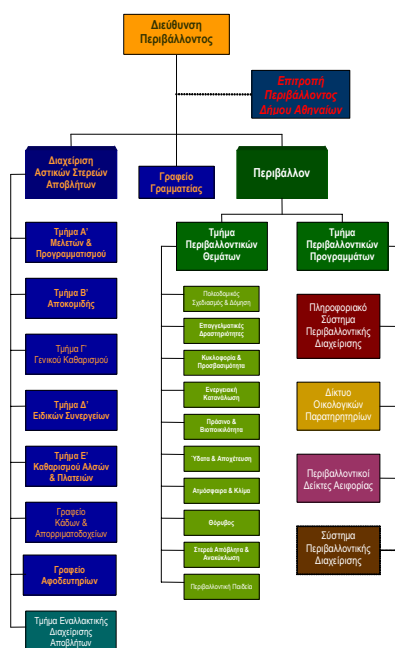 Διεύθυνση
Περιβάλλοντος
Επιτροπή
Περιβάλλοντος
Δήμου Αθηναίων
Διαχείριση
Αστικών Στερεών
Αποβλήτων
Γραφείο
Γραμματείας
Περιβάλλον
Τμήμα Α'
Μελετών &
Προγραμματισμού
Τμήμα Β'
Αποκομιδής
Τμήμα Γ'
Γενικού Καθαρισμού
Τμήμα Δ'
Ειδικών Συνεργείων
Τμήμα Ε'
Καθαρισμού Αλσών
& Πλατειών
Γραφείο
Κάδων &
Απορριματοδοχείων
Γραφείο
Αφοδευτηρίων
Τμήμα Εναλλακτικής
Διαχείρισης
Αποβλήτων
Τμήμα
Περιβαλλοντικών
Θεμάτων
Πολεοδομικός
Σχεδιασμός & Δόμηση
Επαγγελματικές
Δραστηριότητες
Κυκλοφορία &
Προσβασιμότητα
Ενεργειακή
Κατανάλωση
Πράσινο &
Βιοποικιλότητα
Ύδατα & Αποχέτευση
Ατμόσφαιρα & Κλίμα
Θόρυβος
Στερεά Απόβλητα &
Ανακύκλωση
Περιβαλλοντική Παιδεία
Τμήμα
Περιβαλλοντικών
Προγραμμάτων
Πληροφοριακό
Σύστημα
Περιβαλλοντικής
Διαχείρισης
Δίκτυο
Οικολογικών
Παρατηρητηρίων
Περιβαλλοντικοί
Δείκτες Αειφορίας
Σύστημα
Περιβαλλοντικής
Διαχείρισης